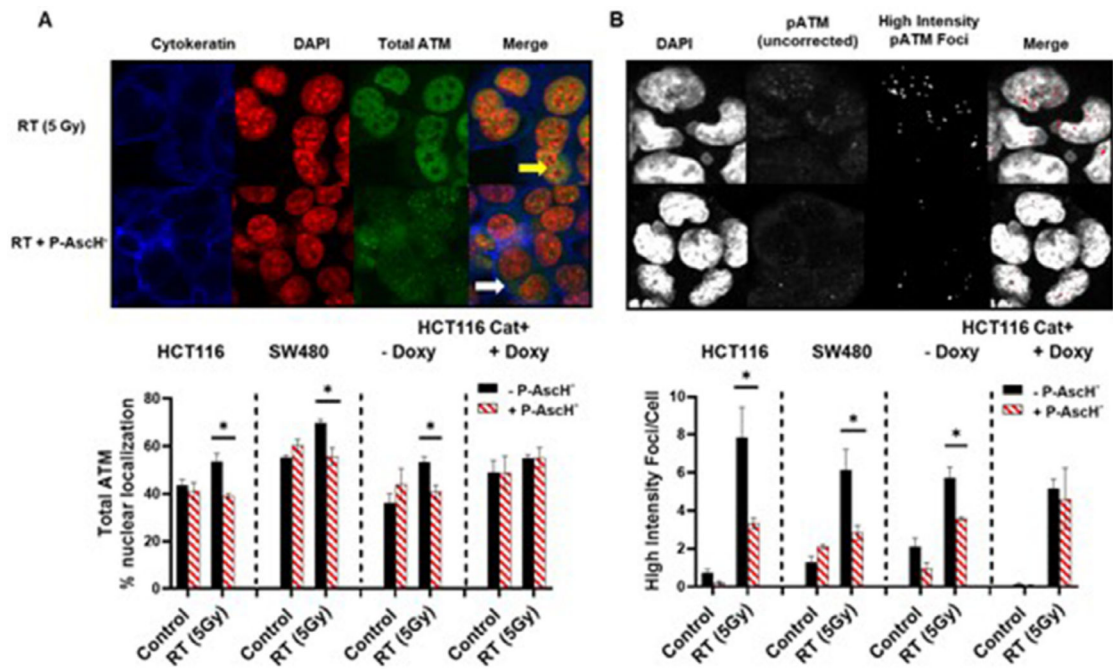 A
Cytokeratin DAPI Total ATM Merge
RT (5 Gy)
RT + P-AscH-
HCT116 Cat+
HCT116 SW480 - Doxy + Doxy
- P-AscH-
+ P-AscH-
* * *
Total ATM
% nuclear localization
80
60
40
20
0
Control RT (5Gy) Control RT (5Gy) Control RT (5Gy) Control RT (5Gy)
B
DAPI pATM (uncorrected) High Intensity pATM Foci Merge
HCT116 Cat+
HCT116 SW480 - Doxy + Doxy
- P-AscH-
+ P-AscH-
* * *
High Intensity Foci/Cell
10
8
6
4
2
0
Control RT (5Gy) Control RT (5Gy) Control RT (5Gy) Control RT (5Gy)